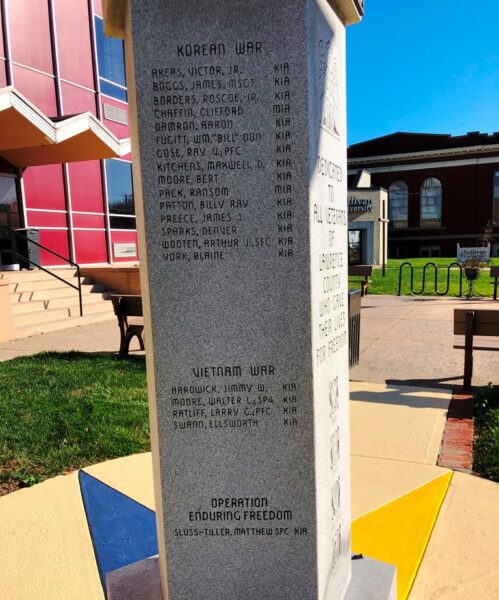 KOREAN WAR
AKERS, VICTOR, JR. KIA
BOGGS, JAMES, MSGT. KIA
BORDERS, ROSCOE, JR. KIA
CHAFFIN, CLIFFORD MIA
DAMRON, AARON KIA
FUGITT, WM. "BILL" DON KIA
GOSE, RAY U.; PFC KIA
KITCHENS, MAXWELL D. KIA
MOORE, BERT KIA
PACK, RANSOM MIA
PATTON, BILLY RAY KIA
PREECE, JAMES J. KIA
SPARKS, DENVER KIA
WOOTEN, ARTHUR J.; SFC KIA
YORK, BLAINE KIA
VIETNAM WAR
HARDWICK, JIMMY W. KIA
MOORE, WALTER L.; SP4 KIA
RATLIFF, LARRY G.; PFC KIA
SWANN, ELLSWORTH KIA
OPERATION
ENDURING FREEDOM
SLUSS-TILLER, MATTHEW SFC KIA
DEDICATED
TO
ALL VETERANS
OF
LAWRENCE
COUNTY
WHO GAVE
THEIR LIVES
FOR FREEDOM
Sullivan
University
Sullivan